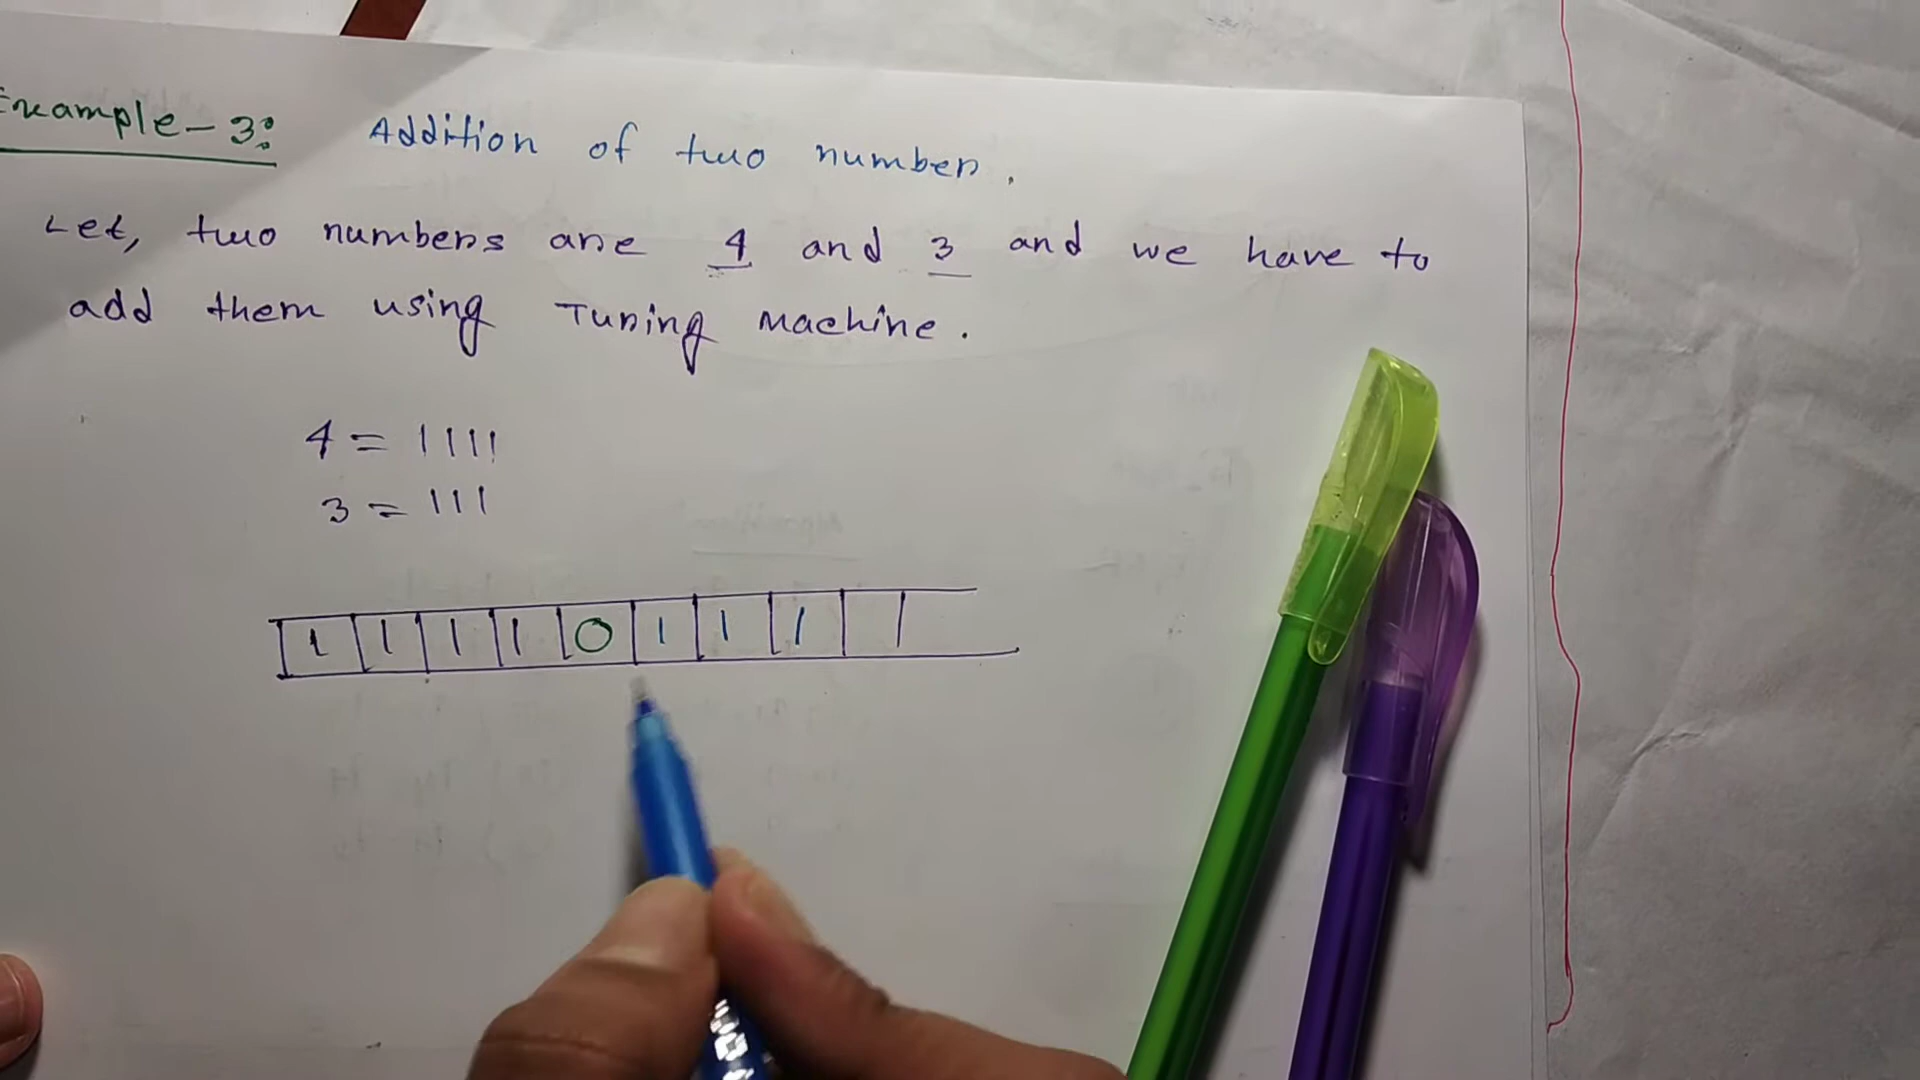 Example-3:
Addition of two number.
Let, two numbers are 4 and 3 and we have to
add them using Turing Machine.
4 = 1111
3 = 111
1 1 1 1 0 1 1 1